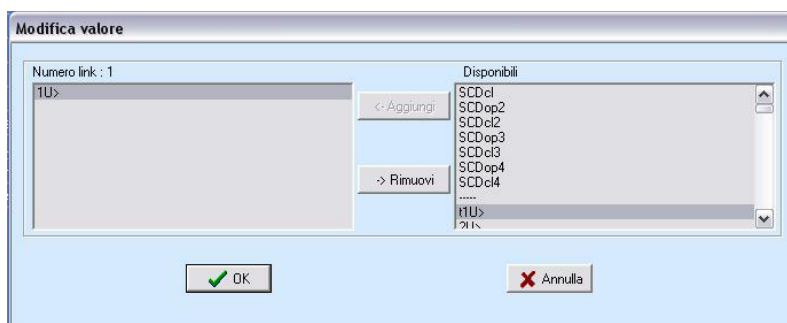 Modifica valore
Numero link : 1
1U>
<- Aggiungi
-> Rimuovi
Disponibili
SCDcl
SCDop2
SCDcl2
SCDop3
SCDcl3
SCDop4
SCDcl4
-----
t1U>
2U>
OK
Annulla